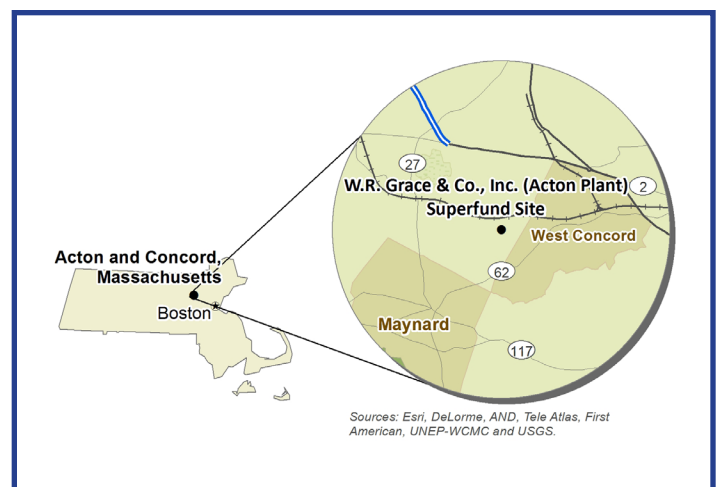 27
W.R. Grace & Co., Inc. (Acton Plant)
2
Superfund Site
West Concord
Acton and Concord,
Massachusetts
62
Boston
Maynard
117
Sources: Esri, DeLorme, AND, Tele Atlas, First
American, UNEP-WCMC and USGS.